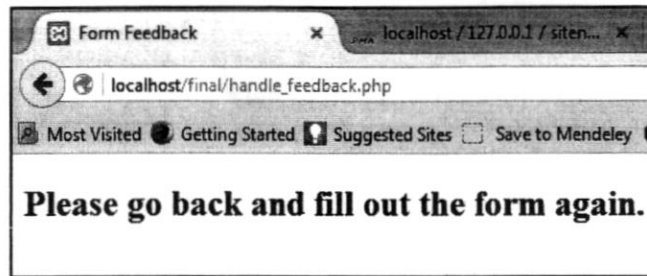 Form Feedback localhost / 127.0.0.1 / siten...
localhost/final/handle_feedback.php
Most Visited Getting Started Suggested Sites Save to Mendeley
Please go back and fill out the form again.